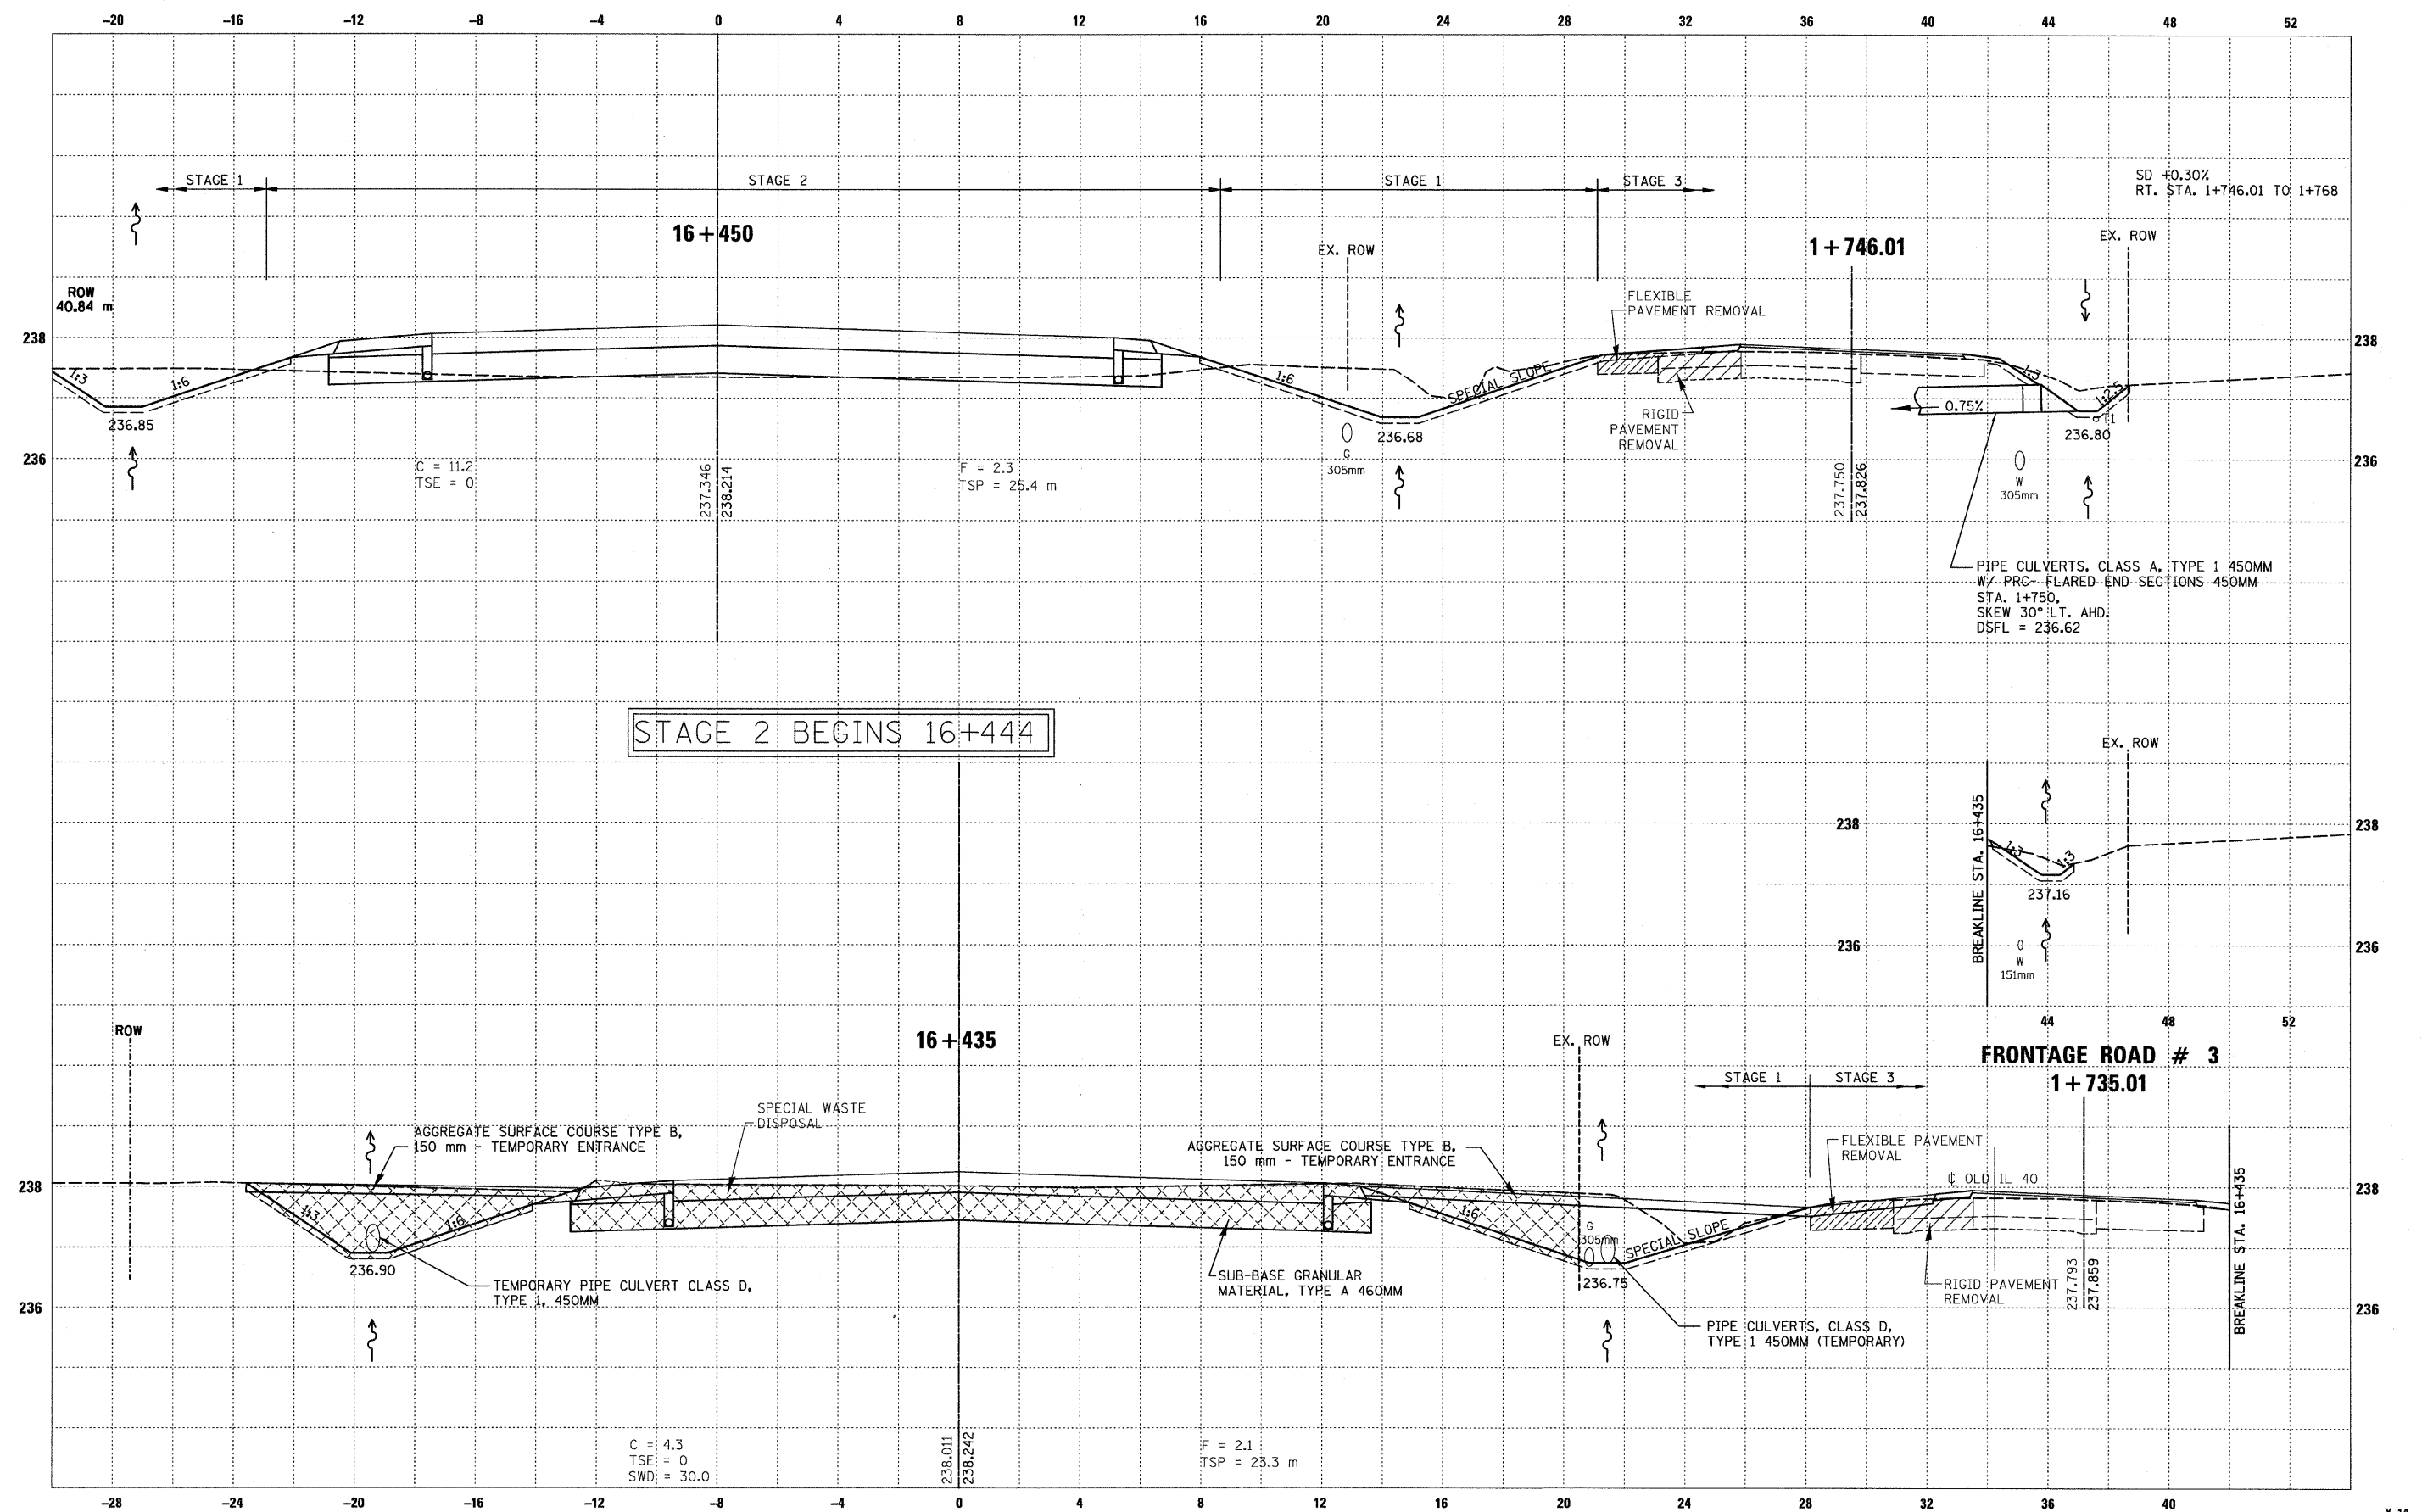 -20 -16 -12 -8 -4 0 8 4 12 16 20 24 28 32 36 40 44 48 52
STAGE 1
STAGE 2
STAGE 1
STAGE 3
SD +0.30%
RT. STA. 1+746.01 TO 1+768
16+450
EX. ROW
1+746.01
EX. ROW
ROW
40.84 m
FLEXIBLE
PAVEMENT REMOVAL
238
238
1:3
1:6
1:6
SPECIAL SLOPE
1:3
1:2.5
0.75%
236.85
236.68
RIGID
PAVEMENT
REMOVAL
236.80
236
236
C = 11.2
TSE = 0
237.346
238.214
F = 2.3
TSP = 25.4 m
G
305mm
237.750
237.826
W
305mm
PIPE CULVERTS, CLASS A, TYPE 1 450MM
W/ PRC- FLARED END SECTIONS 450MM
STA. 1+750,
SKEW 30° LT. AHD.
DSFL = 236.62
STAGE 2 BEGINS 16+444
EX. ROW
BREAKLINE STA. 16+435
238
238
1:3
1:3
237.16
236
236
W
151mm
44 48 52
ROW
16+435
EX. ROW
FRONTAGE ROAD # 3
1+735.01
STAGE 1
STAGE 3
SPECIAL WASTE
DISPOSAL
AGGREGATE SURFACE COURSE TYPE B,
150 mm - TEMPORARY ENTRANCE
AGGREGATE SURFACE COURSE TYPE B,
150 mm - TEMPORARY ENTRANCE
FLEXIBLE PAVEMENT
REMOVAL
℄ OLD IL 40
238
238
1:3
1:6
1:6
G
305mm
SPECIAL SLOPE
236.90
236.75
TEMPORARY PIPE CULVERT CLASS D,
TYPE 1, 450MM
SUB-BASE GRANULAR
MATERIAL, TYPE A 460MM
RIGID PAVEMENT
REMOVAL
237.793
237.859
BREAKLINE STA. 16+435
236
236
PIPE CULVERTS, CLASS D,
TYPE 1 450MM (TEMPORARY)
C = 4.3
TSE = 0
SWD = 30.0
238.011
238.242
F = 2.1
TSP = 23.3 m
-28 -24 -20 -16 -12 -8 -4 0 4 8 12 16 20 24 28 32 36 40